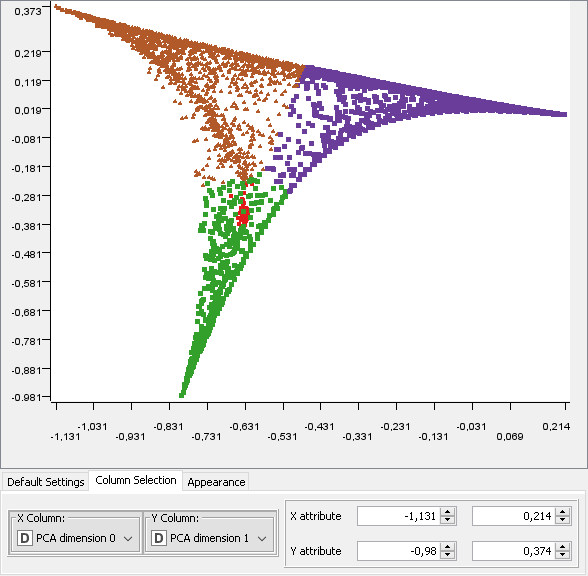 0,373
0,219
0,119
0,019
-0,081
-0,181
-0,281
-0,381
-0,481
-0,581
-0,681
-0,781
-0,881
-0,981
-1,031 -0,831 -0,631 -0,431 -0,231 -0,031 0,214
-1,131 -0,931 -0,731 -0,531 -0,331 -0,131 0,069
Default Settings Column Selection Appearance
X Column: Y Column:
D PCA dimension 0 D PCA dimension 1
X attribute -1,131 0,214
Y attribute -0,98 0,374